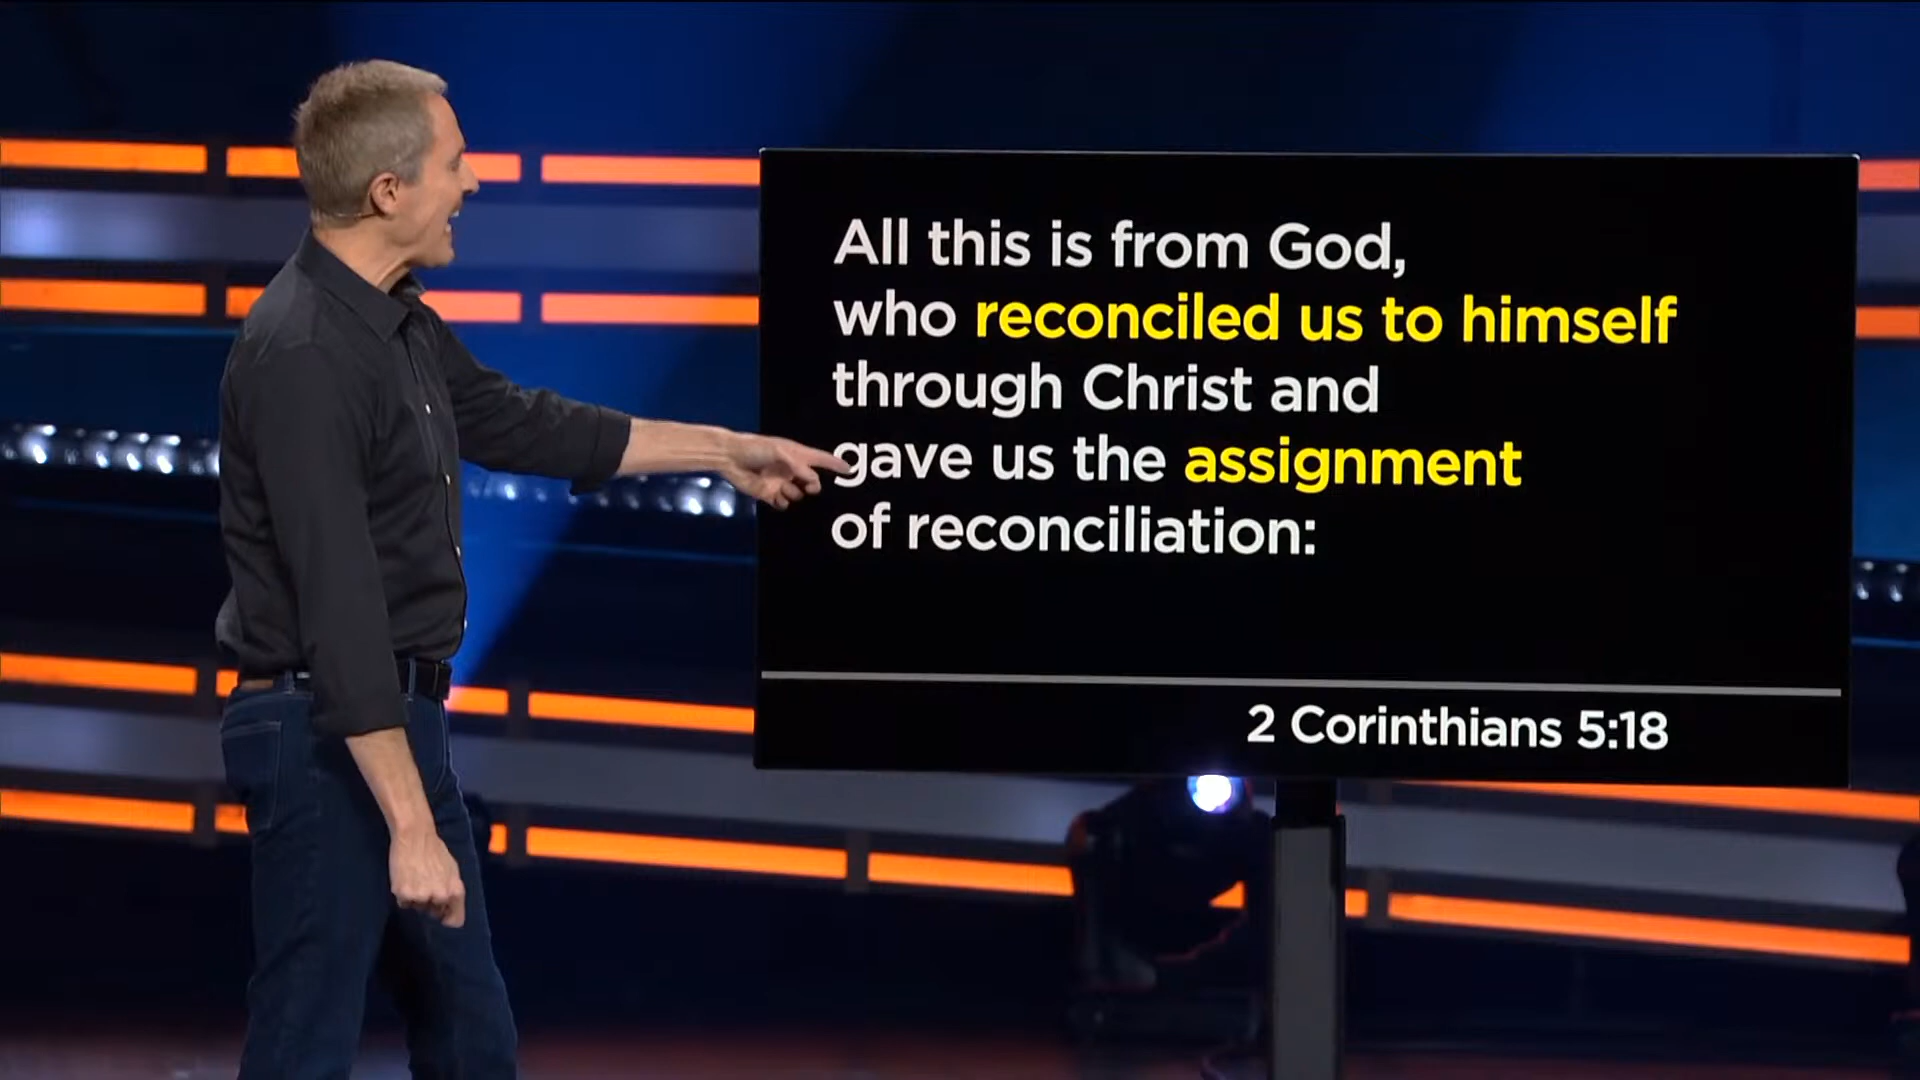 All this is from God,
who reconciled us to himself
through Christ and
gave us the assignment
of reconciliation:
2 Corinthians 5:18